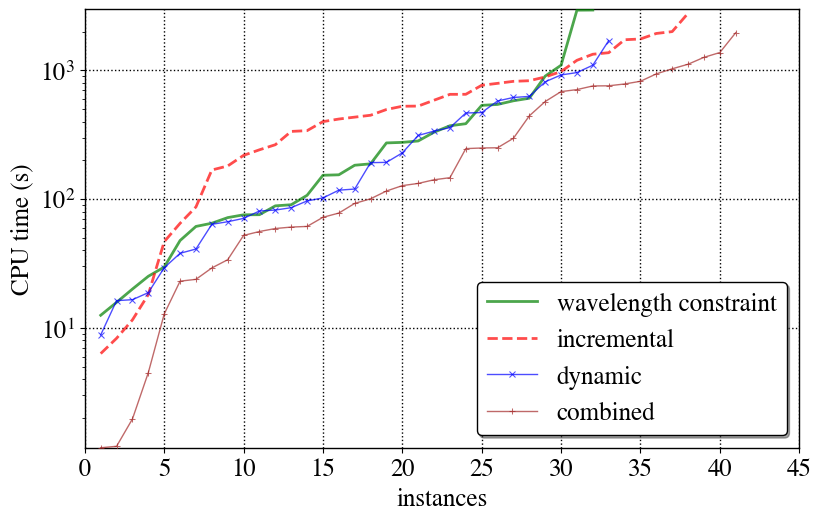 10³
10²
10¹
CPU time (s)
0 5 10 15 20 25 30 35 40 45
instances
wavelength constraint
incremental
dynamic
combined